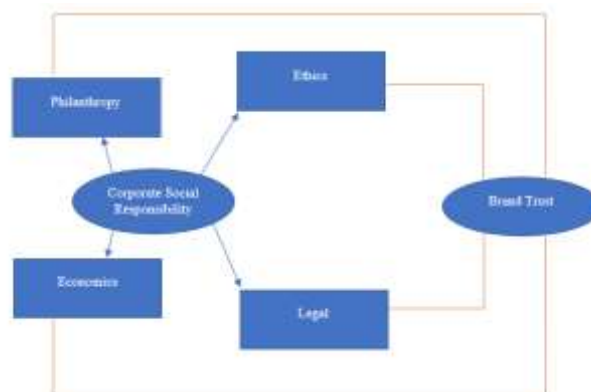 Ethics
Philanthropy
Corporate Social
Responsibility
Brand Trust
Economics
Legal